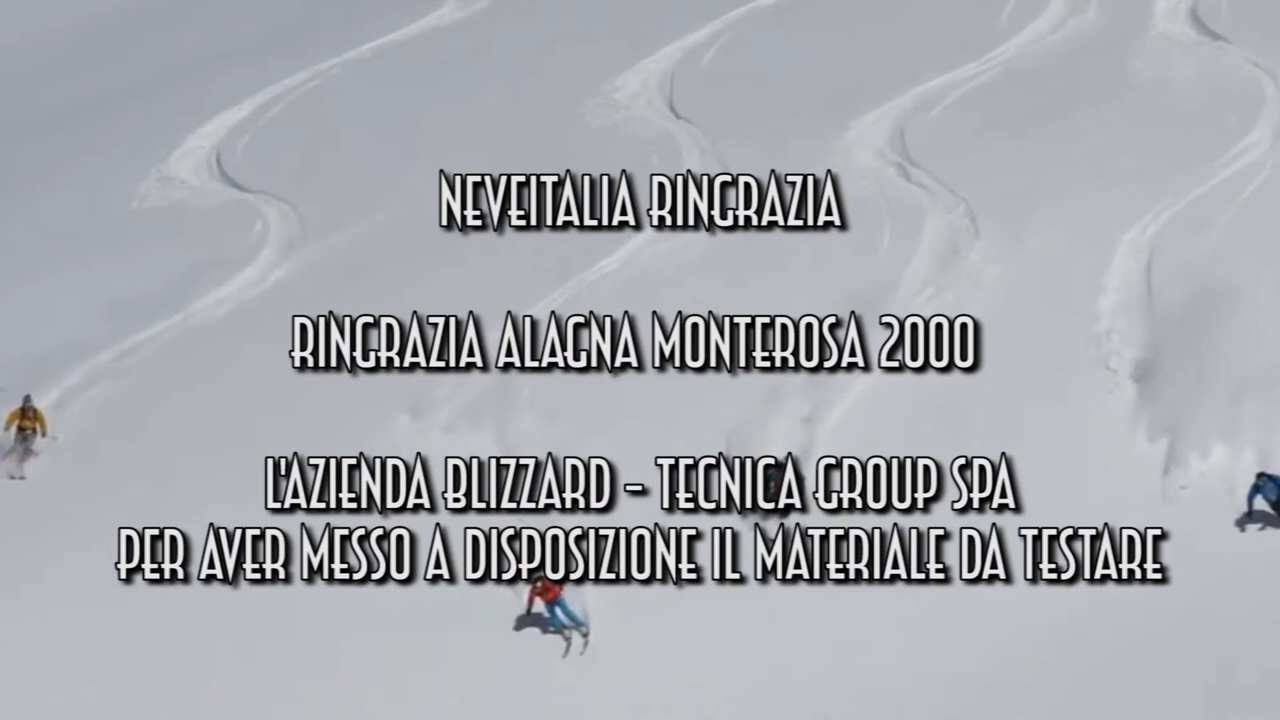 NEVEITALIA RINGRAZIA
RINGRAZIA ALAGNA MONTEROSA 2000
L'AZIENDA BLIZZARD - TECNICA GROUP SPA
PER AVER MESSO A DISPOSIZIONE IL MATERIALE DA TESTARE